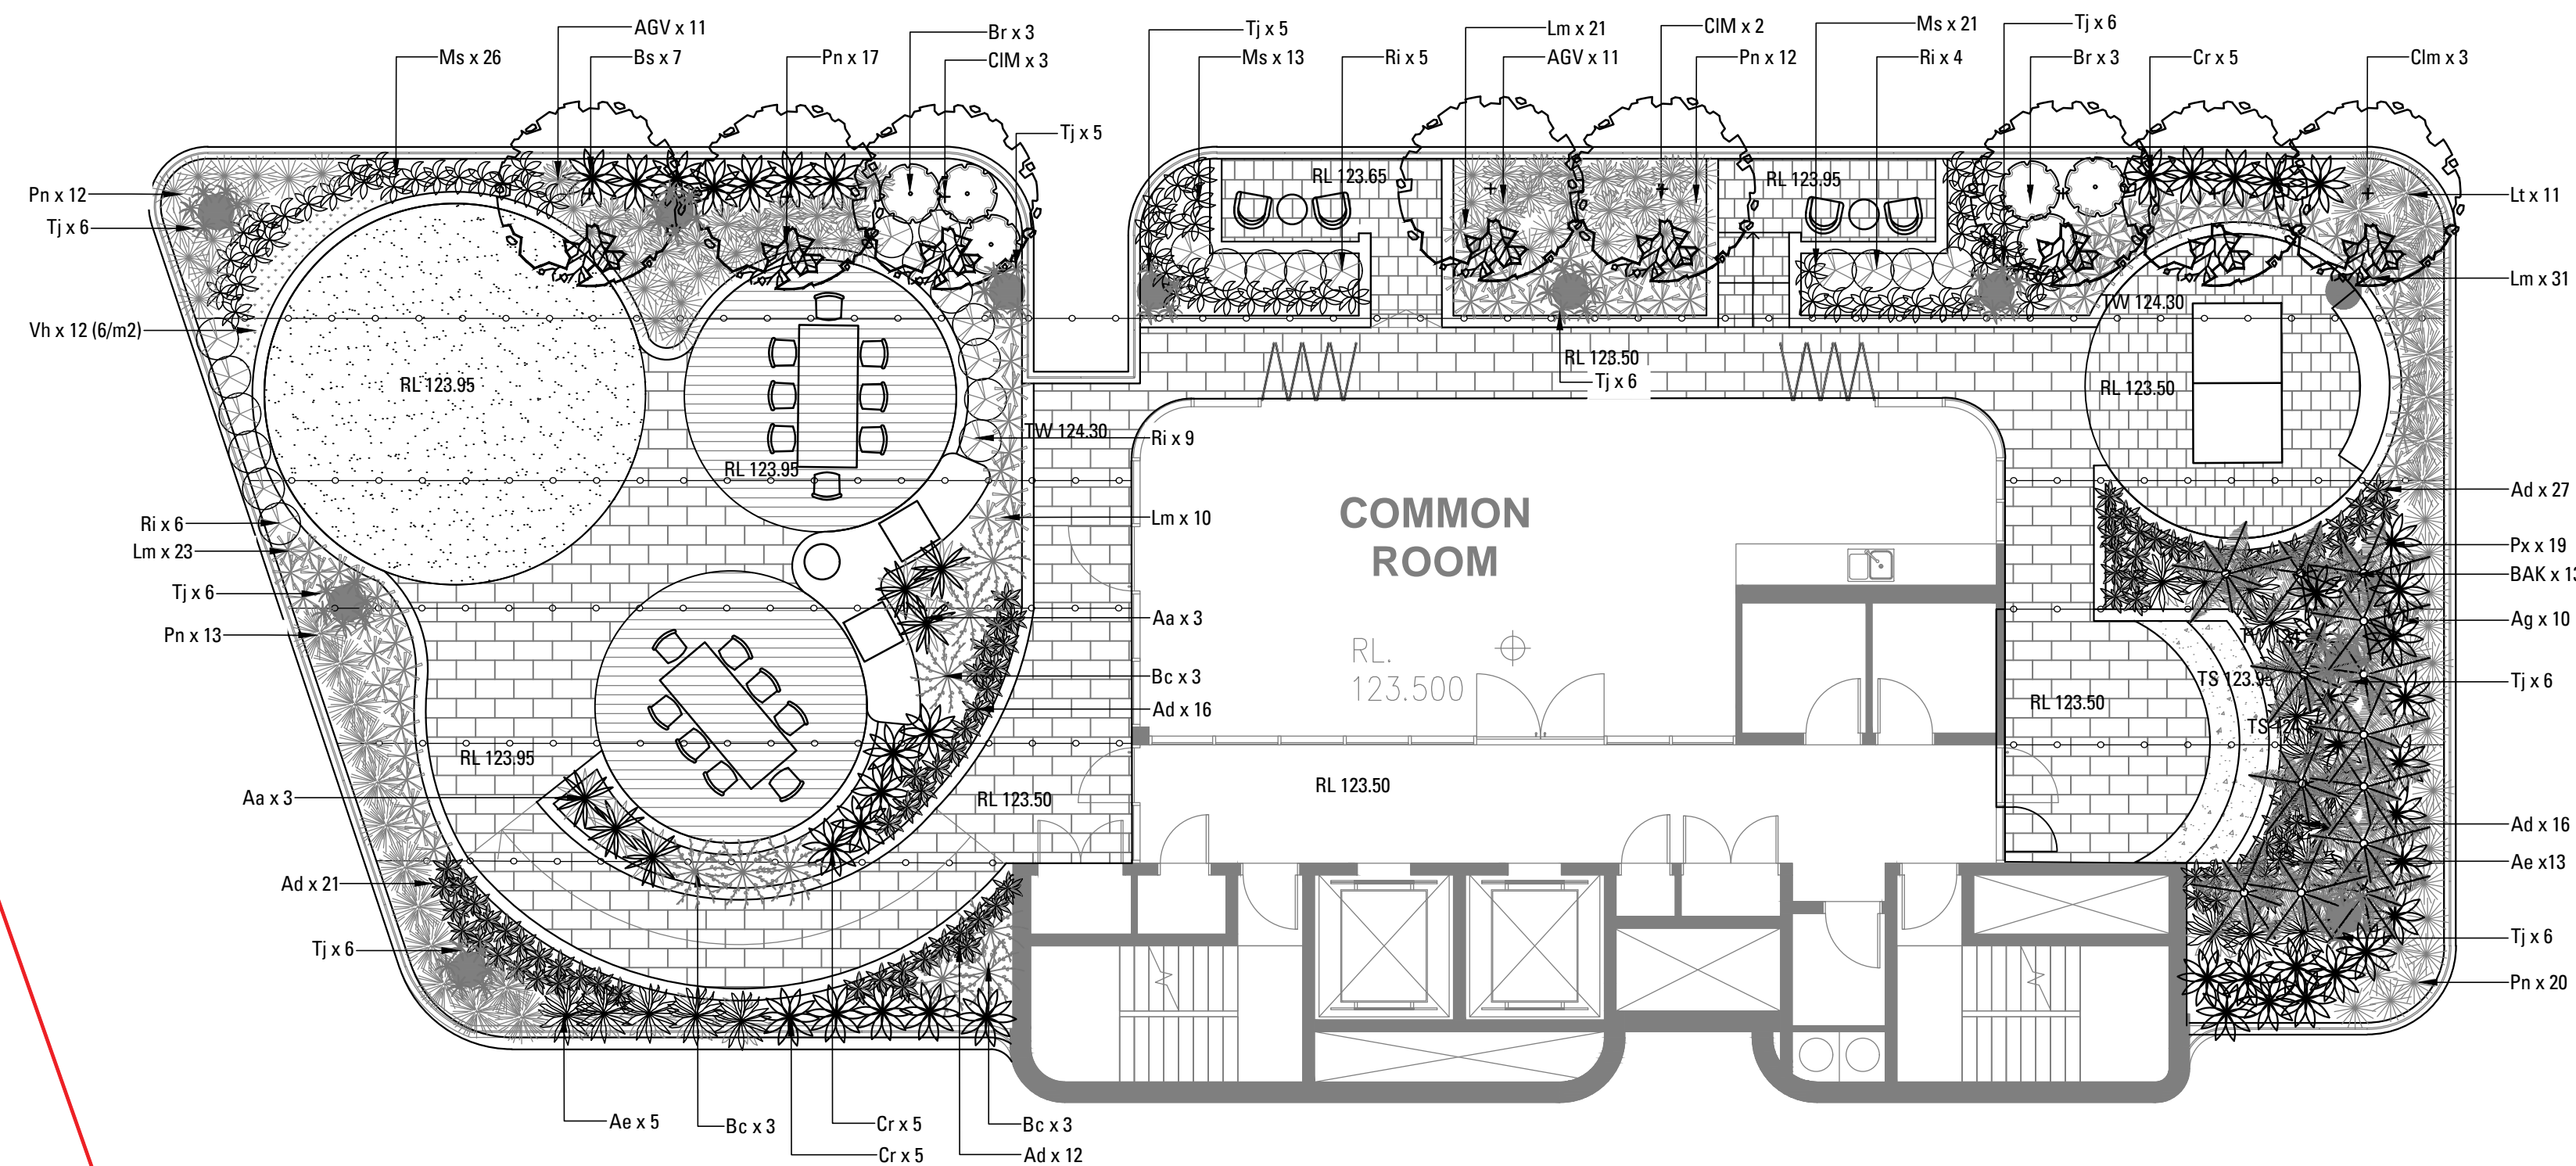 AGV x 11
Ms x 26
Bs x 7
Pn x 17
Br x 3
ClM x 3
Tj x 5
Tj x 5
Ms x 13
Ri x 5
Lm x 21
AGV x 11
ClM x 2
Pn x 12
Ms x 21
Ri x 4
Tj x 6
Br x 3
Cr x 5
Clm x 3
Pn x 12
Tj x 6
Vh x 12 (6/m2)
RL 123.65
RL 123.95
Lt x 11
Lm x 31
TW 124.30
RL 123.50
Tj x 6
RL 123.95
RL 123.50
TW 124.30
Ri x 9
RL 123.95
Ad x 27
Ri x 6
Lm x 23
Lm x 10
COMMON
ROOM
Px x 19
BAK x 13
Tj x 6
Pn x 13
Aa x 3
Ag x 10
RL.
123.500
Bc x 3
Ad x 16
TS 123.95
Tj x 6
RL 123.50
RL 123.95
Aa x 3
RL 123.50
RL 123.50
Ad x 16
Ae x13
Ad x 21
Tj x 6
Tj x 6
Pn x 20
Ae x 5
Bc x 3
Cr x 5
Cr x 5
Bc x 3
Ad x 12